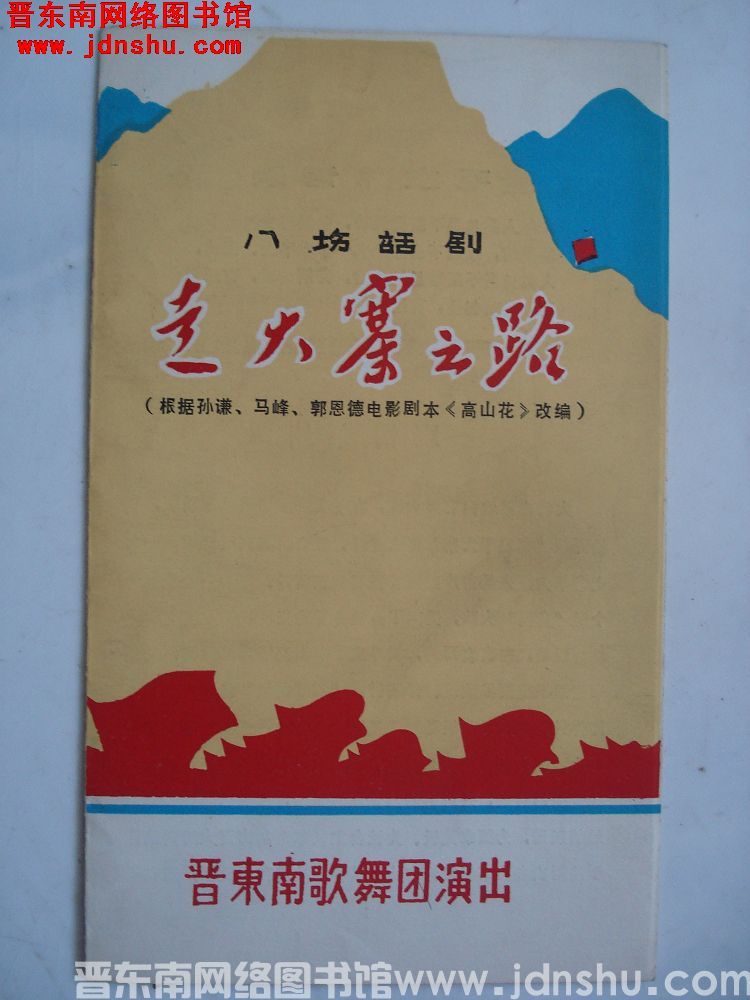 晋东南网络图书馆
www.jdnshu.com
八场话剧
走大寨之路
(根据孙谦、马峰、郭恩德电影剧本《高山花》改编)
晋東南歌舞团演出
晋东南网络图书馆www.jdnshu.com